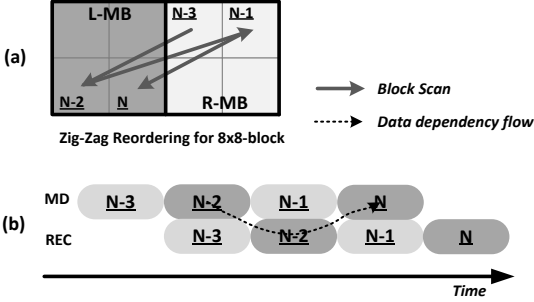 (a)
L-MB N-3 N-1
N-2 N R-MB
Zig-Zag Reordering for 8x8-block
Block Scan
Data dependency flow
(b)
MD N-3 N-2 N-1 N
REC N-3 N-2 N-1 N
Time